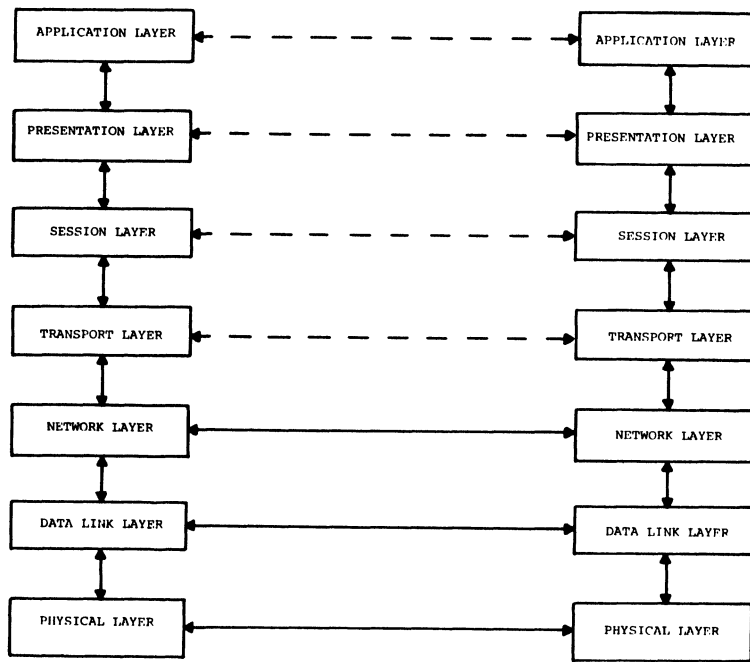 APPLICATION LAYER
APPLICATION LAYER
PRESENTATION LAYER
PRESENTATION LAYER
SESSION LAYER
SESSION LAYER
TRANSPORT LAYER
TRANSPORT LAYER
NETWORK LAYER
NETWORK LAYER
DATA LINK LAYER
DATA LINK LAYER
PHYSICAL LAYER
PHYSICAL LAYER